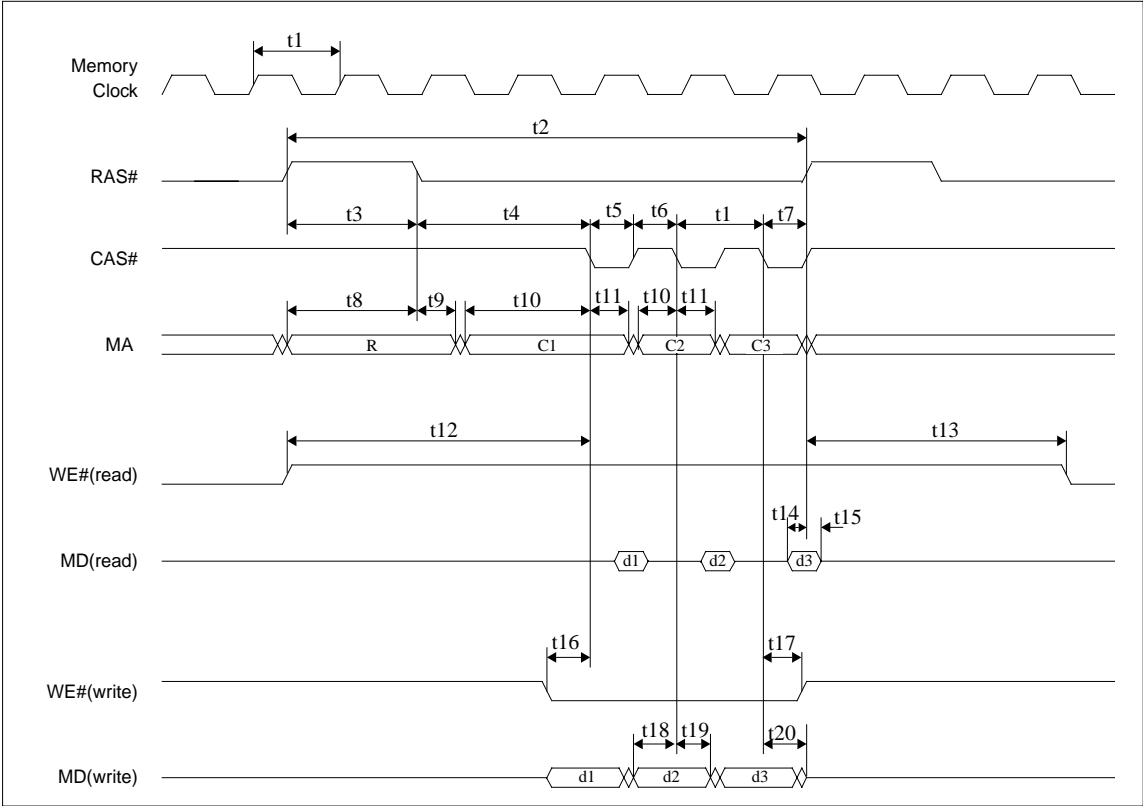 t1
Memory
Clock
t2
RAS#
t3 t4 t5 t6 t1 t7
CAS#
t8 t9 t10 t11 t10 t11
MA
R C1 C2 C3
t12 t13
WE#(read)
t14 t15
MD(read)
d1 d2 d3
t16 t17
WE#(write)
t18 t19 t20
MD(write)
d1 d2 d3